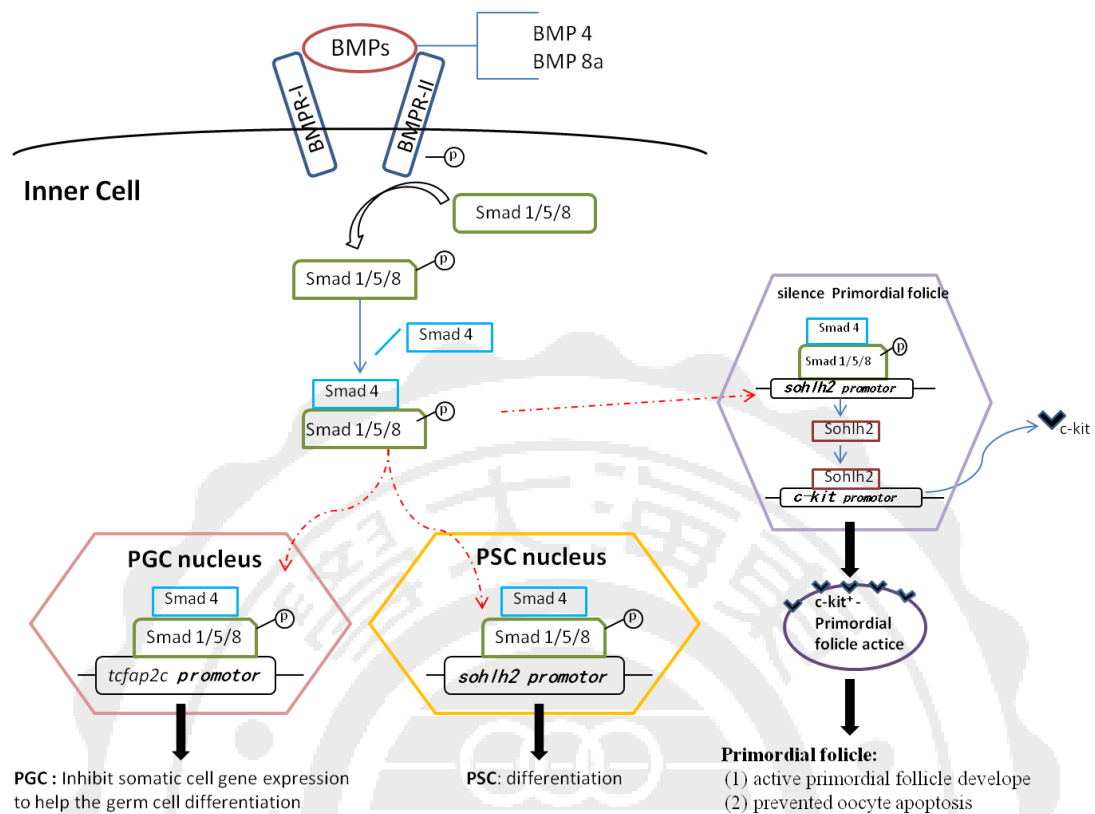 BMPs
BMP 4
BMP 8a
BMPR-I
BMPR-II
p
Inner Cell
Smad 1/5/8
Smad 1/5/8
p
Smad 4
Smad 4
Smad 1/5/8
p
silence Primordial folicle
Smad 4
Smad 1/5/8
p
sohlh2 promotor
Sohlh2
Sohlh2
c-kit promotor
c-kit
PGC nucleus
Smad 4
Smad 1/5/8
p
tcfap2c promotor
PSC nucleus
Smad 4
Smad 1/5/8
p
sohlh2 promotor
c-kit⁺-
Primordial
follicle actice
PGC : Inhibit somatic cell gene expression
to help the germ cell differentiation
PSC: differentiation
Primordial folicle:
(1) active primordial follicle develope
(2) prevented oocyte apoptosis